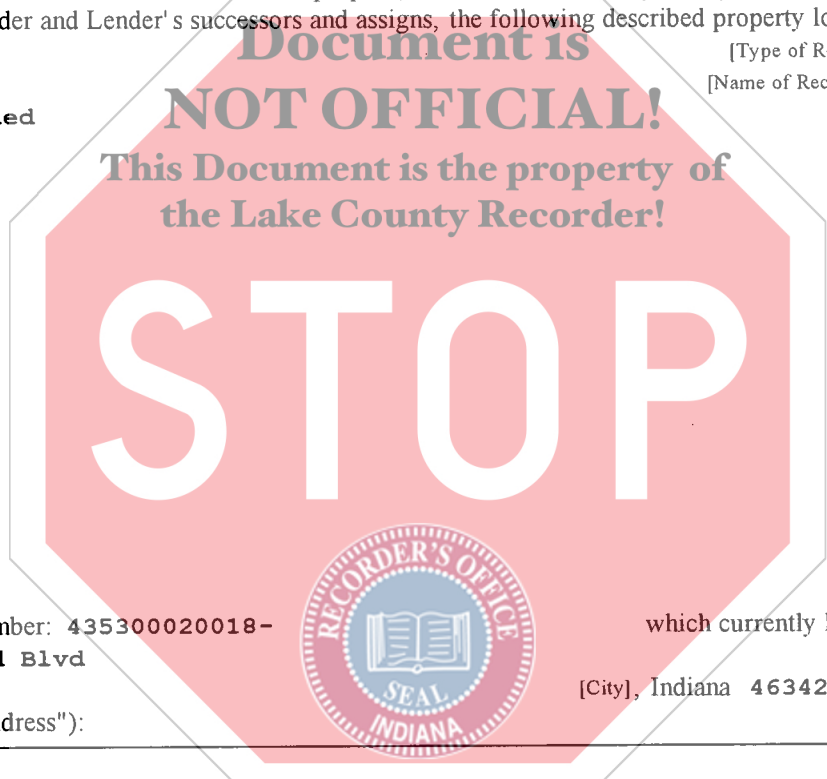 der and Lender's successors and assigns, the following described property lo
Document is
[Type of R
[Name of Rec
NOT OFFICIAL!
ed
This Document is the property of
the Lake County Recorder!
STOP
RECORDER'S OFFICE
mber: 435300020018-
which currently
Blvd
SEAL
[City], Indiana 46342
INDIANA
dress"):